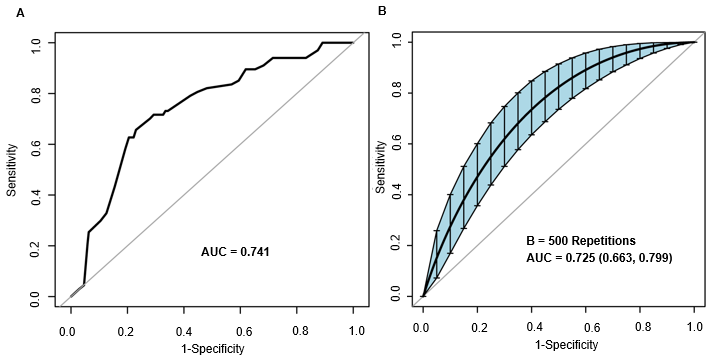 A
Sensitivity
0.0
0.2
0.4
0.6
0.8
1.0
AUC = 0.741
0.0 0.2 0.4 0.6 0.8 1.0
1-Specificity
B
Sensitivity
0.0
0.2
0.4
0.6
0.8
1.0
B = 500 Repetitions
AUC = 0.725 (0.663, 0.799)
0.0 0.2 0.4 0.6 0.8 1.0
1-Specificity